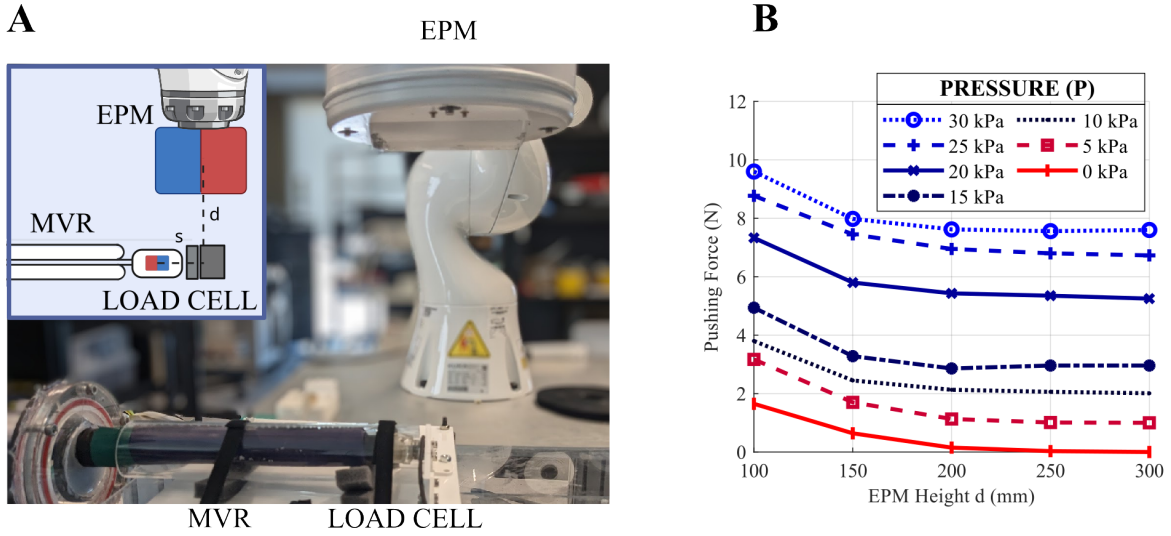 A
EPM
EPM
d
MVR
s
LOAD CELL
MVR
LOAD CELL
B
PRESSURE (P)
30 kPa
10 kPa
25 kPa
5 kPa
20 kPa
0 kPa
15 kPa
Pushing Force (N)
12
10
8
6
4
2
0
100
150
200
250
300
EPM Height d (mm)